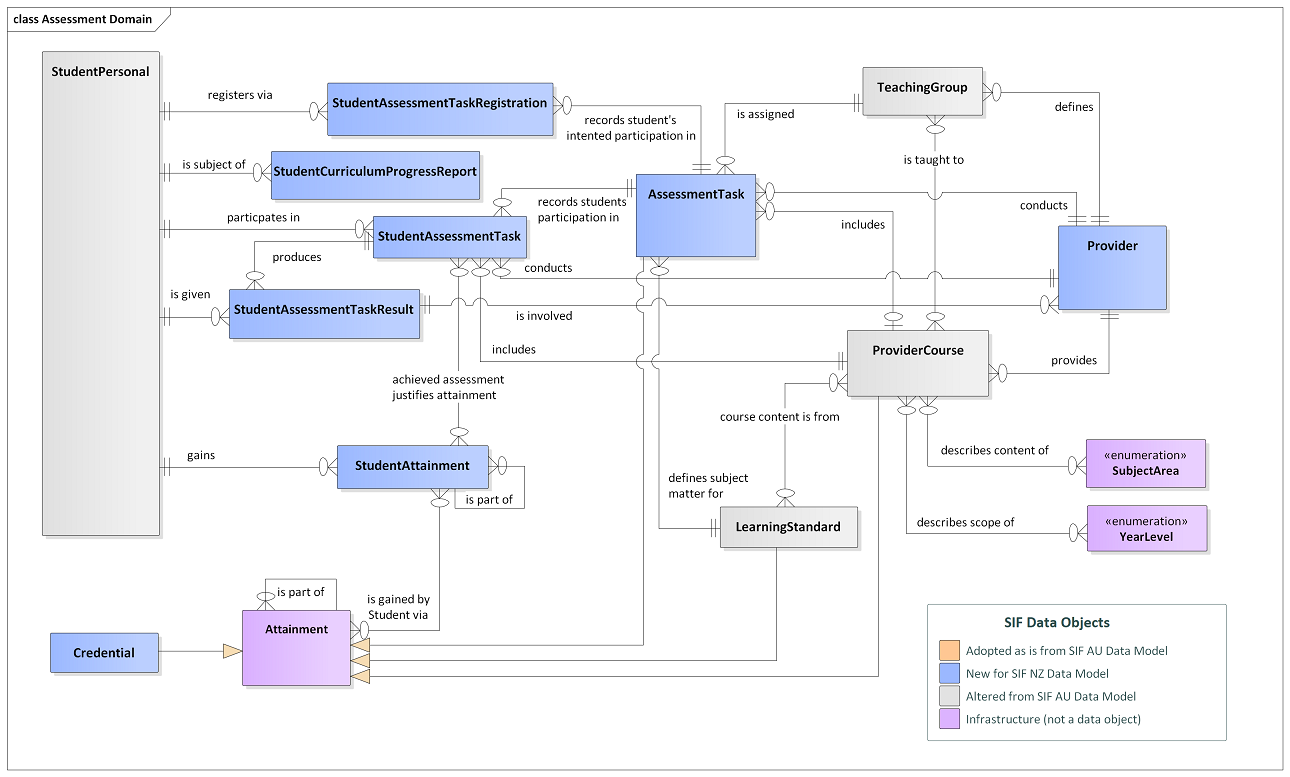 class Assessment Domain
StudentPersonal
registers via
StudentAssessmentTaskRegistration
records student's
intented participation in
is assigned
TeachingGroup
defines
is taught to
is subject of
StudentCurriculumProgressReport
AssessmentTask
records students
participation in
conducts
includes
Provider
particpates in
StudentAssessmentTask
produces
conducts
is given
StudentAssessmentTaskResult
is involved
includes
ProviderCourse
provides
achieved assessment
justifies attainment
course content is from
gains
StudentAttainment
is part of
defines subject
matter for
describes content of
«enumeration»
SubjectArea
describes scope of
«enumeration»
YearLevel
LearningStandard
is part of
is gained by
Student via
Attainment
Credential
SIF Data Objects
Adopted as is from SIF AU Data Model
New for SIF NZ Data Model
Altered from SIF AU Data Model
Infrastructure (not a data object)